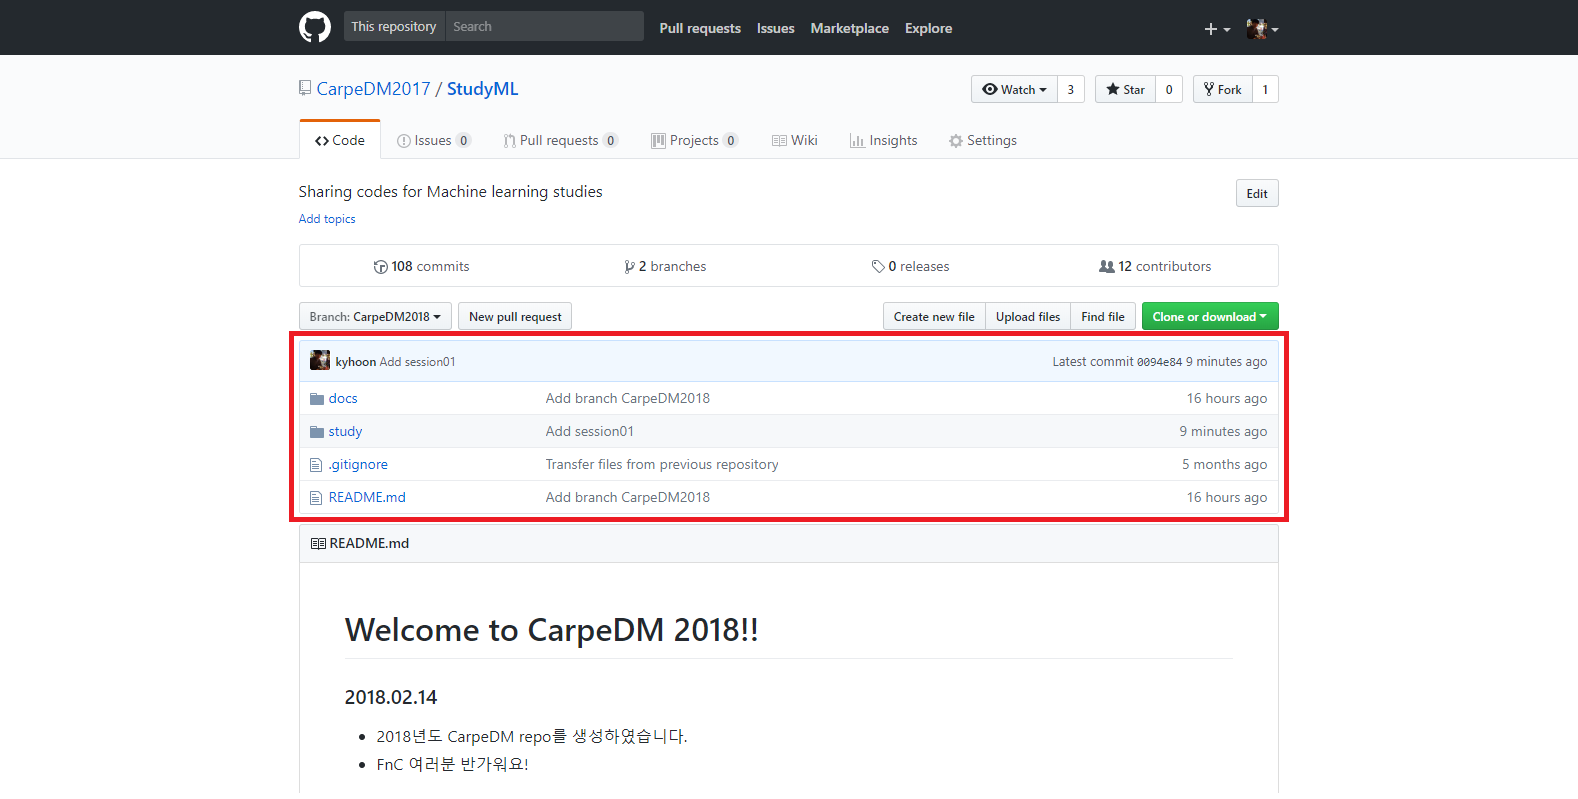 This repository Search Pull requests Issues Marketplace Explore
CarpeDM2017 / StudyML Watch 3 Star 0 Fork 1
Code Issues 0 Pull requests 0 Projects 0 Wiki Insights Settings
Sharing codes for Machine learning studies Edit
Add topics
108 commits 2 branches 0 releases 12 contributors
Branch: CarpeDM2018 New pull request Create new file Upload files Find file Clone or download
kyhoon Add session01 Latest commit 0094e84 9 minutes ago
docs Add branch CarpeDM2018 16 hours ago
study Add session01 9 minutes ago
.gitignore Transfer files from previous repository 5 months ago
README.md Add branch CarpeDM2018 16 hours ago
README.md
Welcome to CarpeDM 2018!!
2018.02.14
2018년도 CarpeDM repo를 생성하였습니다.
FnC 여러분 반가워요!